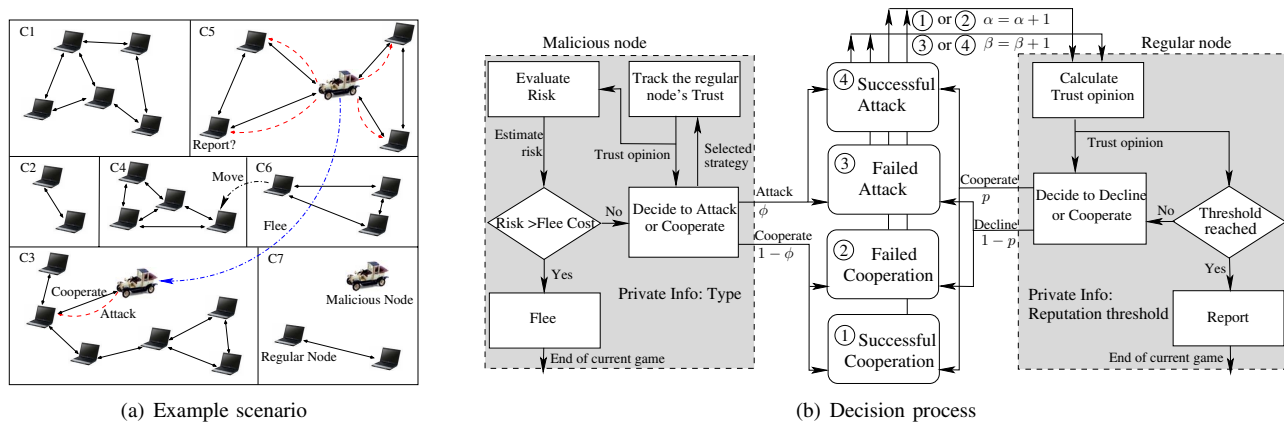 C1
C5
Report?
C2
C4
Move
C6
Flee
C3
Cooperate
Attack
C7
Malicious Node
Regular Node
(a) Example scenario
Malicious node
Evaluate
Risk
Track the regular
node's Trust
Estimate
risk
Trust opinion
Selected
strategy
Risk >Flee Cost
No
Decide to Attack
or Cooperate
Yes
Flee
Private Info: Type
End of current game
Attack
ϕ
Cooperate
1 − ϕ
① or ② α = α + 1
③ or ④ β = β + 1
④ Successful
Attack
③ Failed
Attack
② Failed
Cooperation
① Successful
Cooperation
Cooperate
p
Decline
1 − p
Regular node
Calculate
Trust opinion
Trust opinion
Decide to Decline
or Cooperate
No
Threshold
reached
Yes
Private Info:
Reputation threshold
Report
End of current game
(b) Decision process